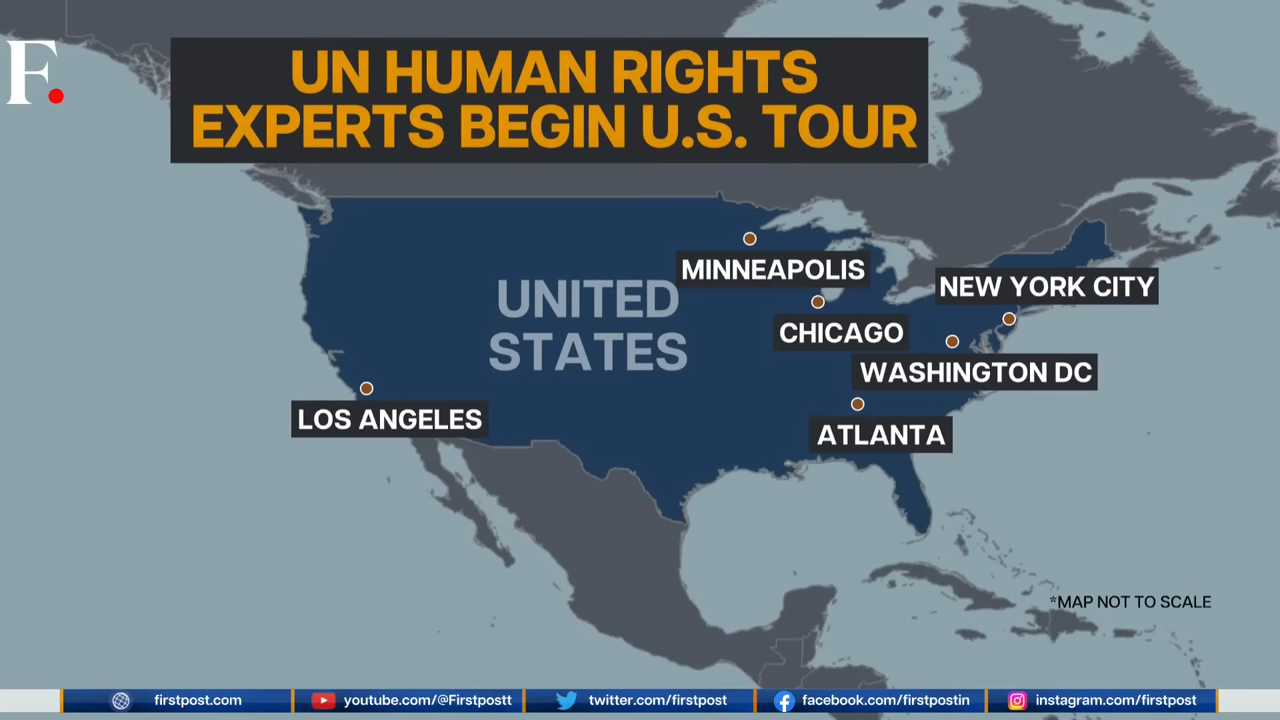 F.
UN HUMAN RIGHTS
EXPERTS BEGIN U.S. TOUR
MINNEAPOLIS
NEW YORK CITY
UNITED
STATES
CHICAGO
WASHINGTON DC
LOS ANGELES
ATLANTA
*MAP NOT TO SCALE
firstpost.com
youtube.com/@Firstpostt
twitter.com/firstpost
facebook.com/firstpostin
instagram.com/firstpost